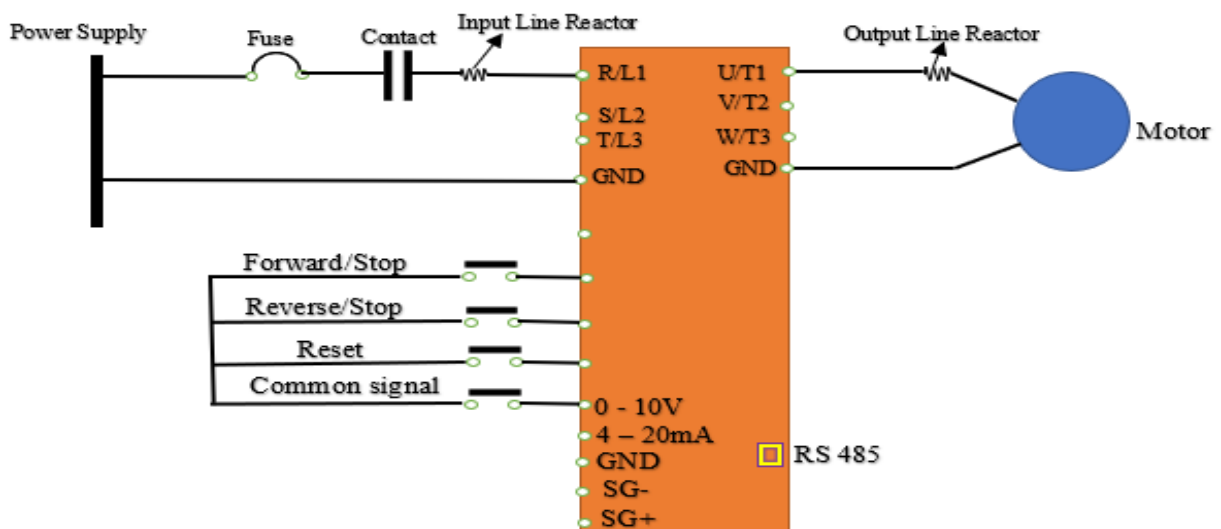 Power Supply
Fuse
Contact
Input Line Reactor
Output Line Reactor
R/L1
U/T1
S/L2
V/T2
T/L3
W/T3
Motor
GND
GND
Forward/Stop
Reverse/Stop
Reset
Common signal
0 - 10V
4 – 20mA
RS 485
GND
SG-
SG+